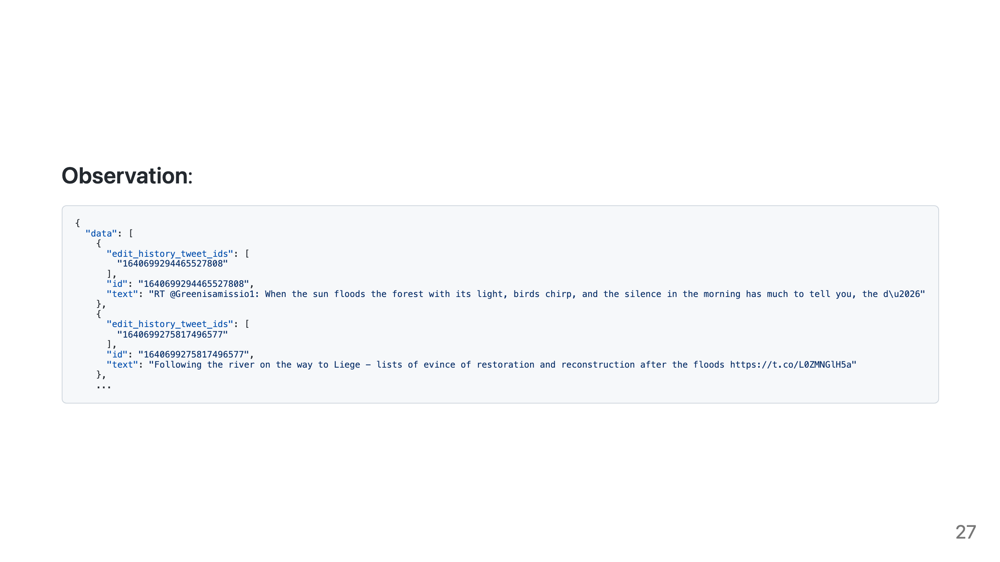 Observation:
{
  "data": [
    {
      "edit_history_tweet_ids": [
        "1640699294465527808"
      ],
      "id": "1640699294465527808",
      "text": "RT @Greenisamissio1: When the sun floods the forest with its light, birds chirp, and the silence in the morning has much to tell you, the d\u2026"
    },
    {
      "edit_history_tweet_ids": [
        "1640699275817496577"
      ],
      "id": "1640699275817496577",
      "text": "Following the river on the way to Liege – lists of evince of restoration and reconstruction after the floods https://t.co/L0ZMNGlH5a"
    },
    ...
27